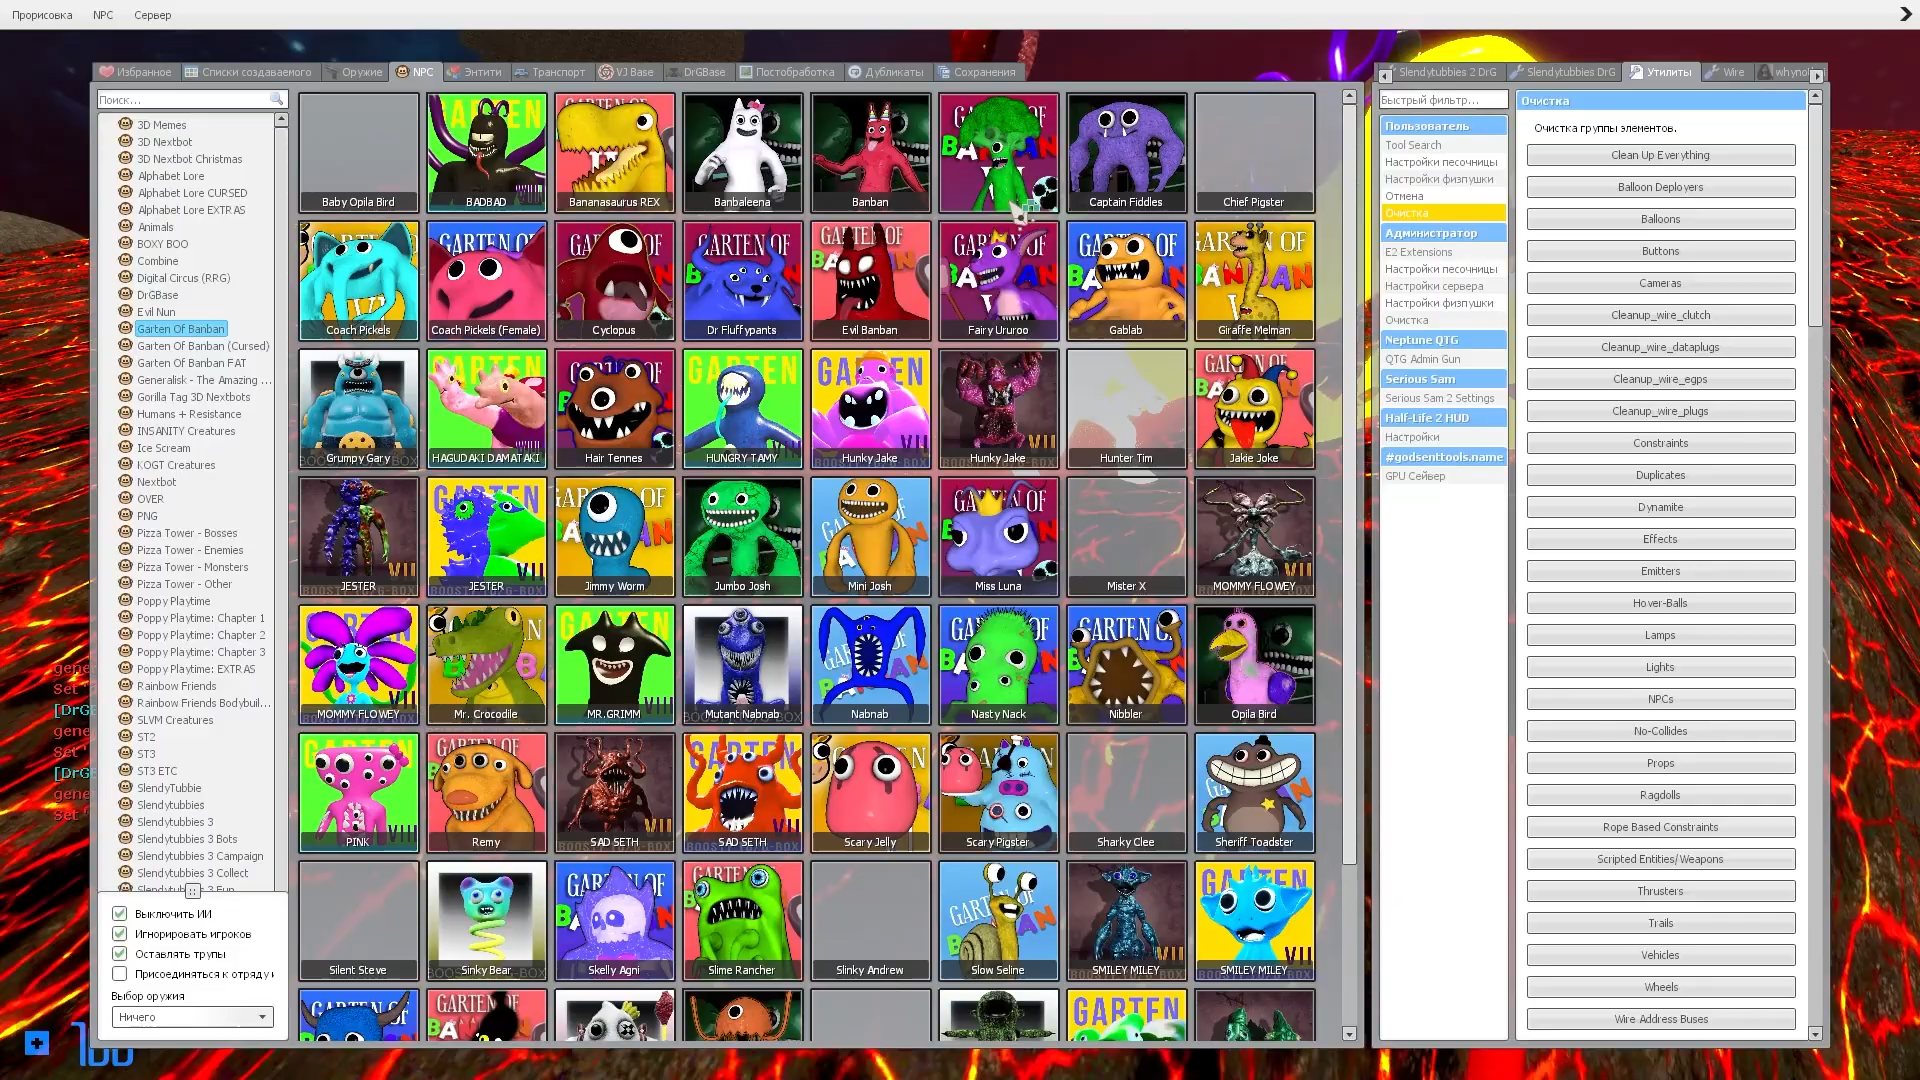 Прорисовка NPC Сервер
Избранное Списки создаваемого Оружие NPC Энтити Транспорт VJ Base DrGBase Постобработка Дубликаты Сохранения
Slendytubbies 2 DrG Slendytubbies DrG Утилиты Wire
Поиск...
3D Memes
3D Nextbot
3D Nextbot Christmas
Alphabet Lore
Alphabet Lore CURSED
Alphabet Lore EXTRAS
Animals
BOXY BOO
Combine
Digital Circus (RRG)
DrGBase
Evil Nun
Garten Of Banban
Garten Of Banban (Cursed)
Garten Of Banban FAT
Generalisk - The Amazing ...
Gorilla Tag 3D Nextbots
Humans + Resistance
INSANITY Creatures
Ice Scream
KOGT Creatures
Nextbot
OVER
PNG
Pizza Tower - Bosses
Pizza Tower - Enemies
Pizza Tower - Monsters
Pizza Tower - Other
Poppy Playtime
Poppy Playtime: Chapter 1
Poppy Playtime: Chapter 2
Poppy Playtime: Chapter 3
Poppy Playtime: EXTRAS
Rainbow Friends
Rainbow Friends Bodybuil...
SLVM Creatures
ST2
ST3
ST3 ETC
SlendyTubbie
Slendytubbies
Slendytubbies 3
Slendytubbies 3 Bots
Slendytubbies 3 Campaign
Slendytubbies 3 Collect
Выключить ИИ
Игнорировать игроков
Оставлять трупы
Присоединяться к отряду
Выбор оружия
Ничего
Baby Opila Bird BADBAD Bananasaurus REX Banbaleena Banban Captain Fiddles Chief Pigster
Coach Pickels Coach Pickels (Female) Cyclopus Dr Fluffypants Evil Banban Fairy Ururoo Gablab Giraffe Melman
Grumpy Gary HAGUDAKI DAMATAKI Hair Tennes HUNGRY TAMY Hunky Jake Hunky Jake Hunter Tim Jakie Joke
JESTER JESTER Jimmy Worm Jumbo Josh Mini Josh Miss Luna Mister X MOMMY FLOWEY
MOMMY FLOWEY Mr. Crocodile MR.GRIMM Mutant Nabnab Nabnab Nasty Nack Nibbler Opila Bird
PINK Remy SAD SETH SAD SETH Scary Jelly Scary Pigster Sharky Clee Sheriff Toadster
Silent Steve Sinky Bear Skelly Agni Slime Rancher Slinky Andrew Slow Seline SMILEY MILEY SMILEY MILEY
Быстрый фильтр...
Пользователь
Tool Search
Настройки песочницы
Настройки физпушки
Отмена
Очистка
Администратор
E2 Extensions
Настройки песочницы
Настройки сервера
Настройки физпушки
Очистка
Neptune QTG
QTG Admin Gun
Serious Sam
Serious Sam 2 Settings
Half-Life 2 HUD
Настройки
#godsenttools.name
GPU Сейвер
Очистка
Очистка группы элементов.
Clean Up Everything
Balloon Deployers
Balloons
Buttons
Cameras
Cleanup_wire_clutch
Cleanup_wire_dataplugs
Cleanup_wire_egps
Cleanup_wire_plugs
Constraints
Duplicates
Dynamite
Effects
Emitters
Hover-Balls
Lamps
Lights
NPCs
No-Collides
Props
Ragdolls
Rope Based Constraints
Scripted Entities/Weapons
Thrusters
Trails
Vehicles
Wheels
Wire Address Buses